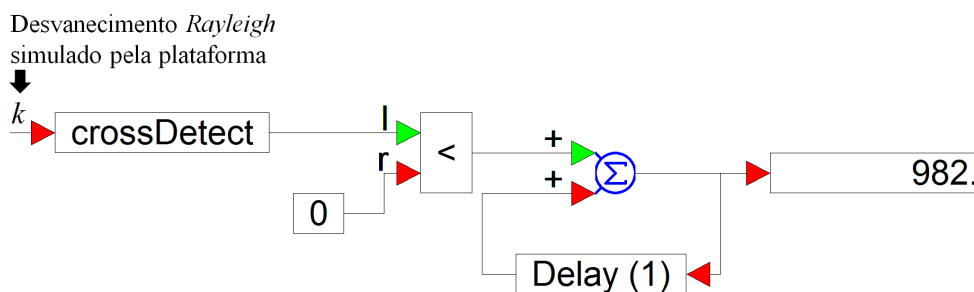 Desvanecimento Rayleigh
simulado pela plataforma
k
crossDetect
l
r
<
0
+
+
Σ
982.
Delay (1)